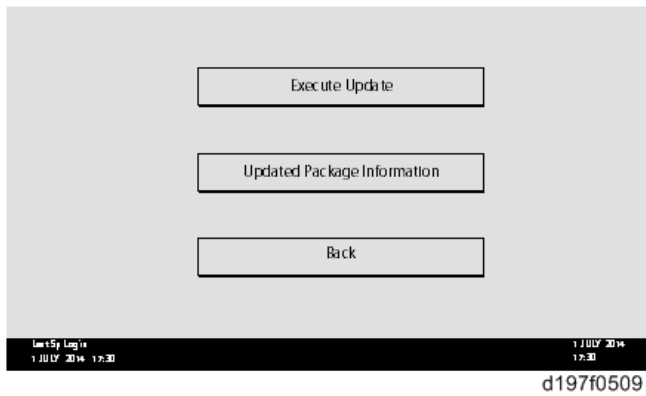 Execute Update
Updated Package Information
Back
Last Sp Login
1 JULY 2014 17:30
1 JULY 2014
17:30
d197f0509